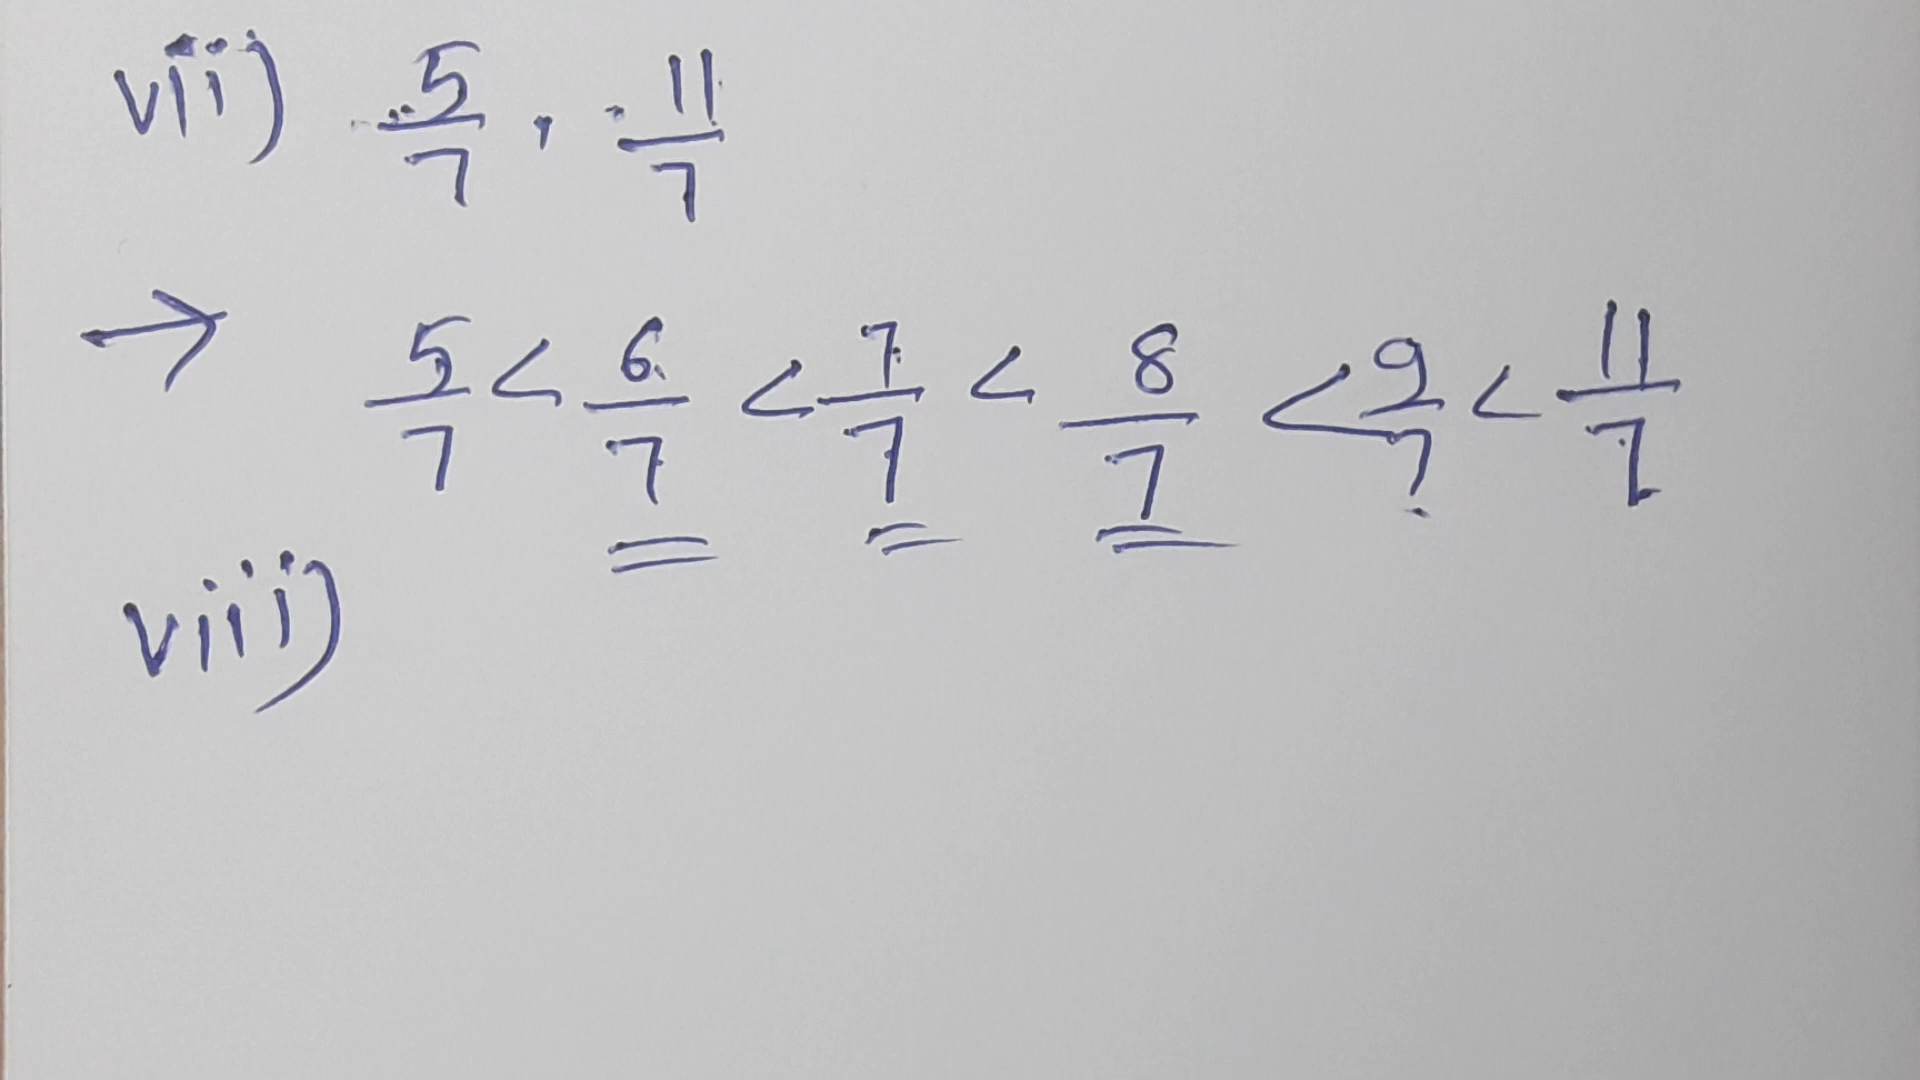 vii) 5/7, 11/7
→ 5/7 < 6/7 < 7/7 < 8/7 < 9/7 < 11/7
viii)